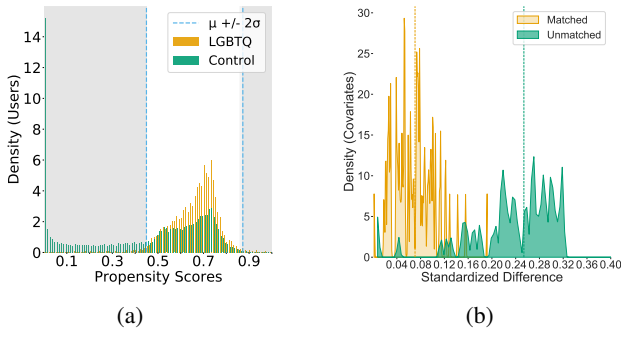 μ +/- 2σ
LGBTQ
Control
14
12
10
8
6
4
2
0
Density (Users)
0.1 0.3 0.5 0.7 0.9
Propensity Scores
(a)
Matched
Unmatched
30
25
20
15
10
5
0
Density (Covariates)
0.04 0.08 0.12 0.16 0.20 0.24 0.28 0.32 0.36 0.40
Standardized Difference
(b)